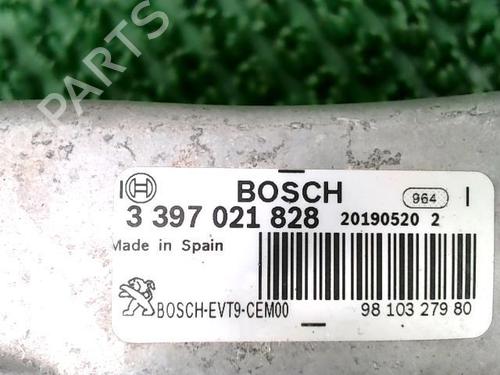 B-PARTS
BOSCH
964
3 397 021 828 20190520 2
Made in Spain
BOSCH-EVT9-CEM00
98 103 279 80